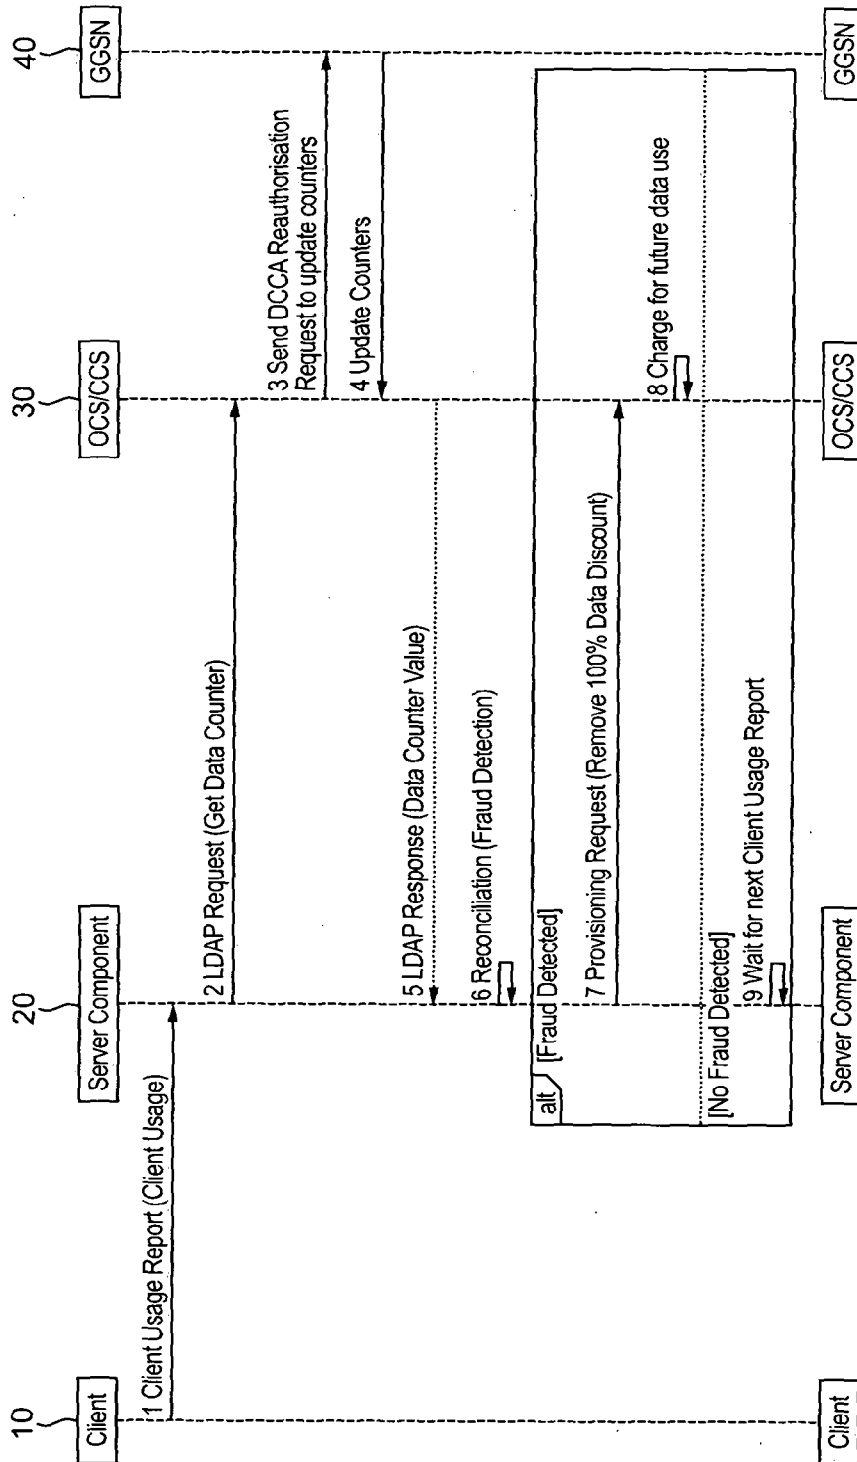 10
20
30
40
Client
Server Component
OCS/CCS
GGSN
1 Client Usage Report (Client Usage)
2 LDAP Request (Get Data Counter)
3 Send DCCA Reauthorisation
Request to update counters
4 Update Counters
5 LDAP Response (Data Counter Value)
6 Reconciliation (Fraud Detection)
alt
[Fraud Detected]
7 Provisioning Request (Remove 100% Data Discount)
8 Charge for future data use
[No Fraud Detected]
9 Wait for next Client Usage Report
Client
Server Component
OCS/CCS
GGSN